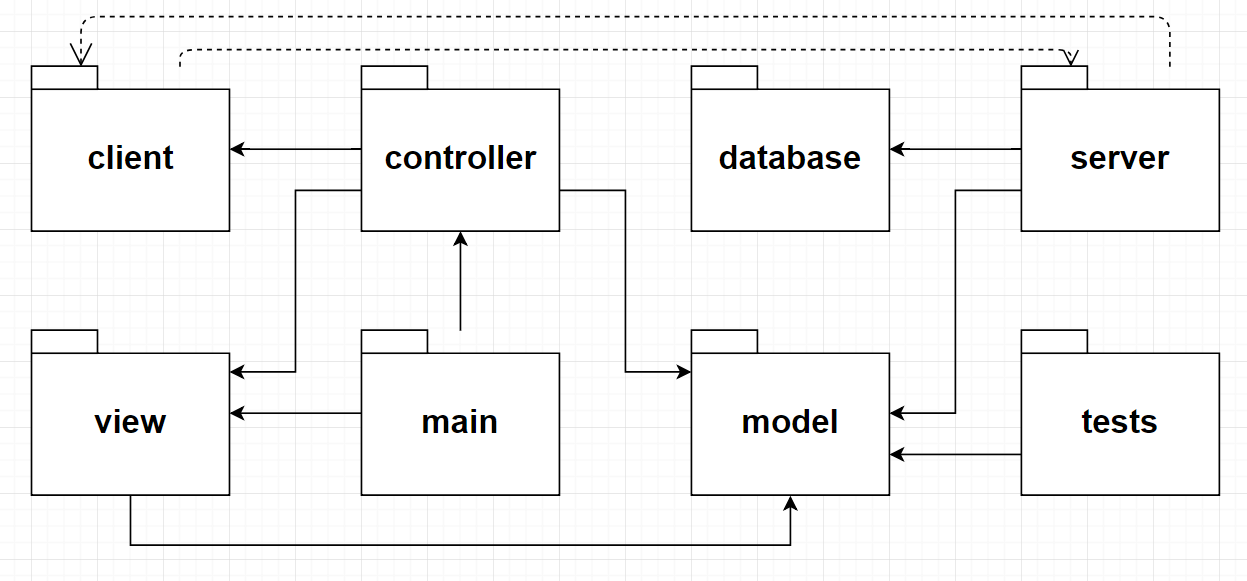 client
controller
database
server
view
main
model
tests